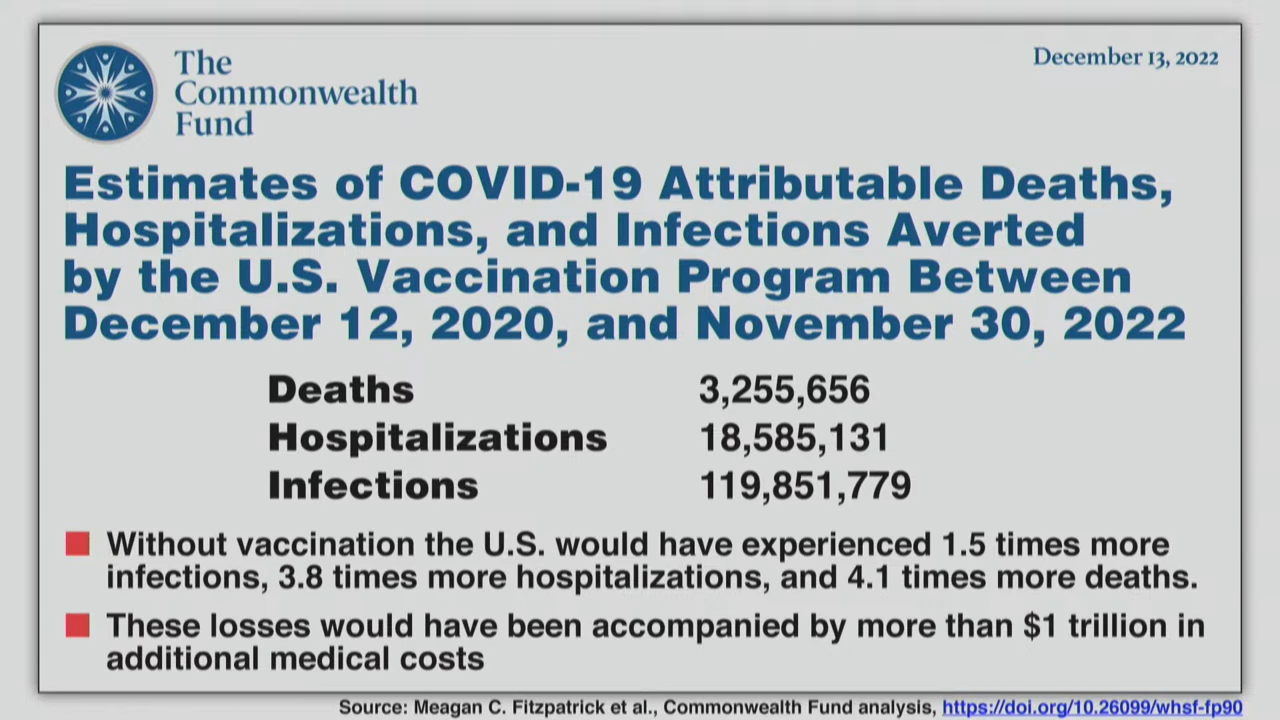 The
Commonwealth
Fund
December 13, 2022
Estimates of COVID-19 Attributable Deaths,
Hospitalizations, and Infections Averted
by the U.S. Vaccination Program Between
December 12, 2020, and November 30, 2022
Deaths 3,255,656
Hospitalizations 18,585,131
Infections 119,851,779
Without vaccination the U.S. would have experienced 1.5 times more
infections, 3.8 times more hospitalizations, and 4.1 times more deaths.
These losses would have been accompanied by more than $1 trillion in
additional medical costs
Source: Meagan C. Fitzpatrick et al., Commonwealth Fund analysis, https://doi.org/10.26099/whsf-fp90